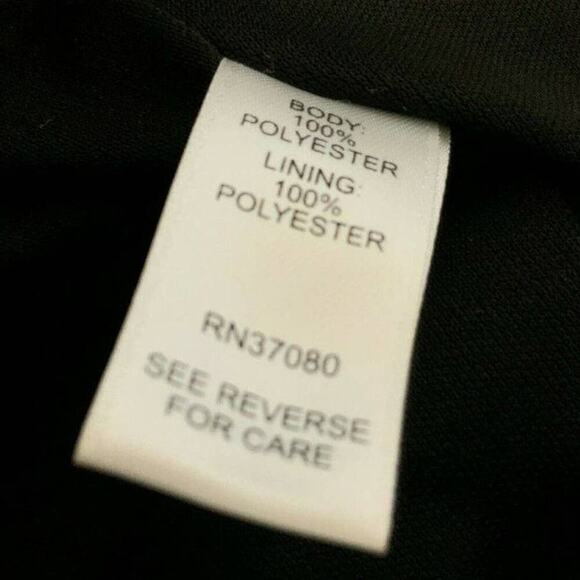 BODY:
100%
POLYESTER
LINING:
100%
POLYESTER
RN37080
SEE REVERSE
FOR CARE